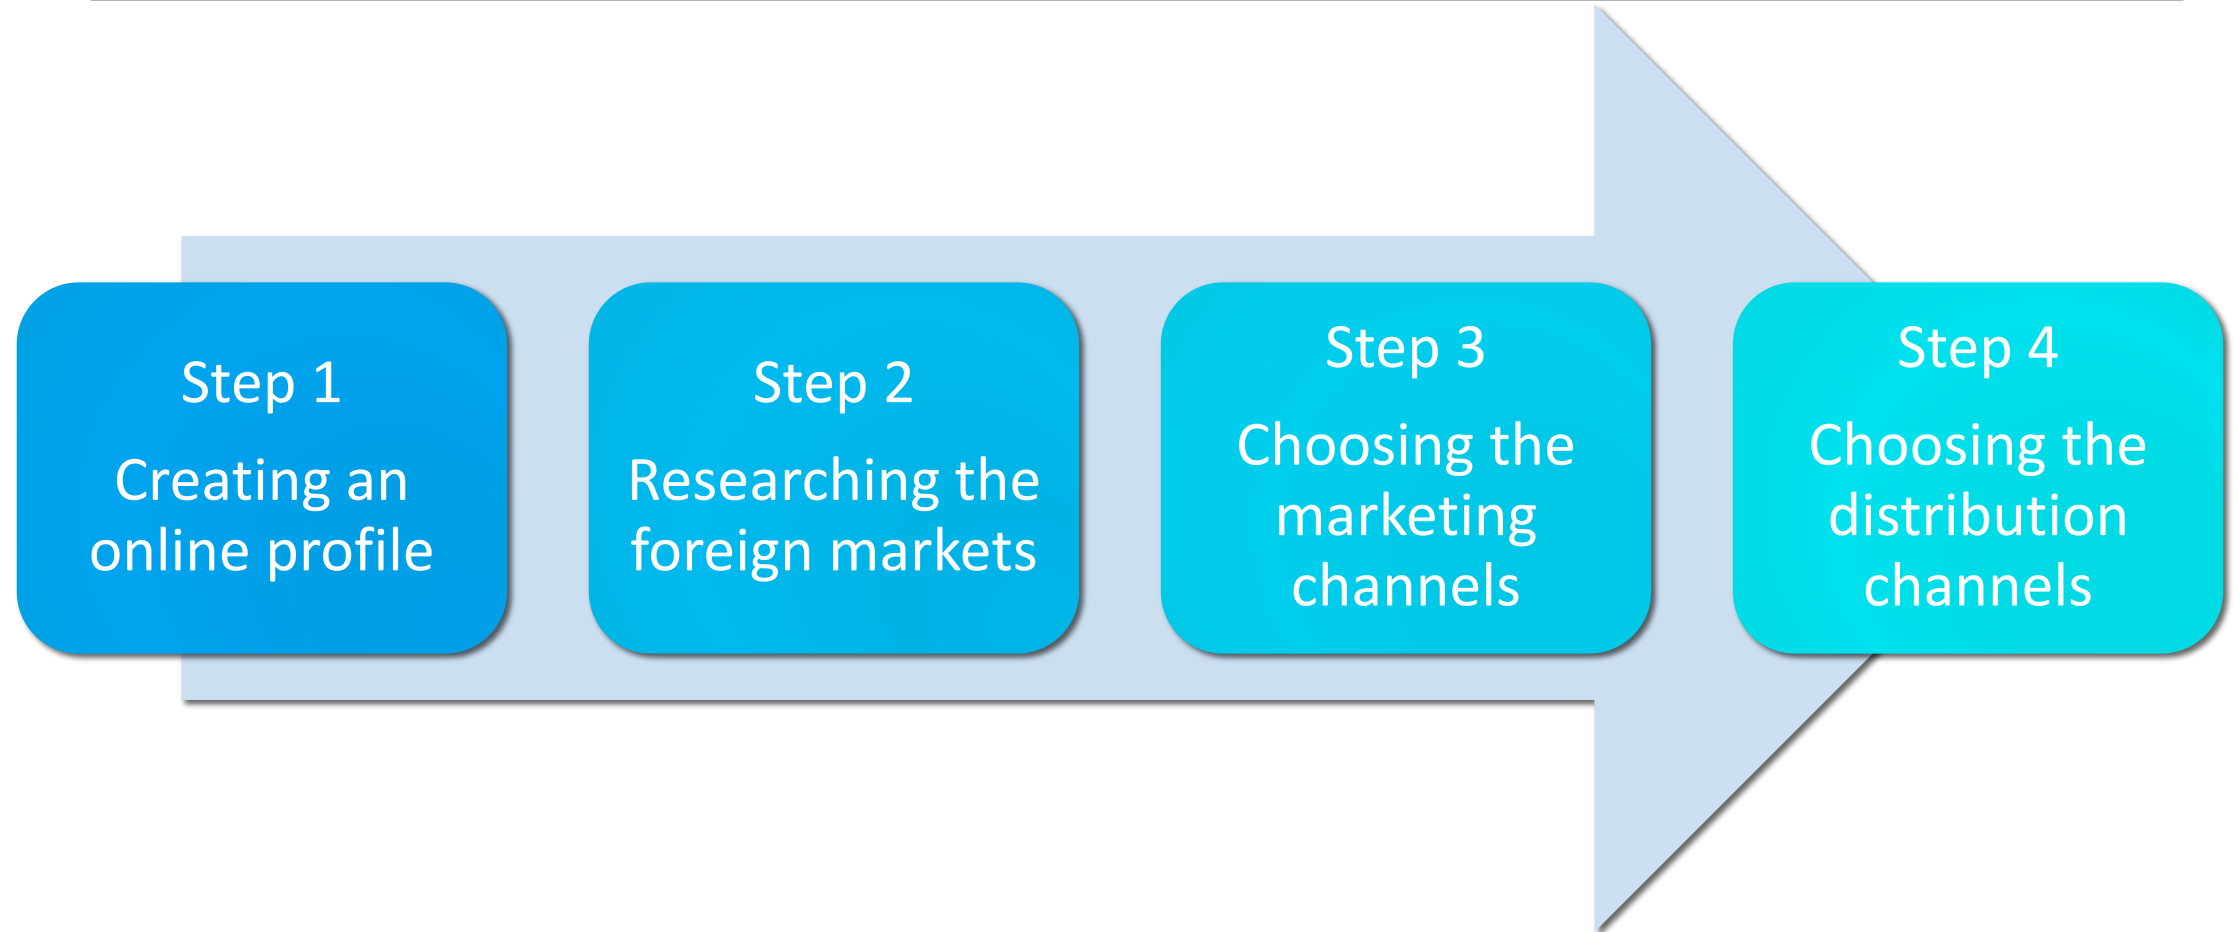 Step 1
Creating an
online profile
Step 2
Researching the
foreign markets
Step 3
Choosing the
marketing
channels
Step 4
Choosing the
distribution
channels